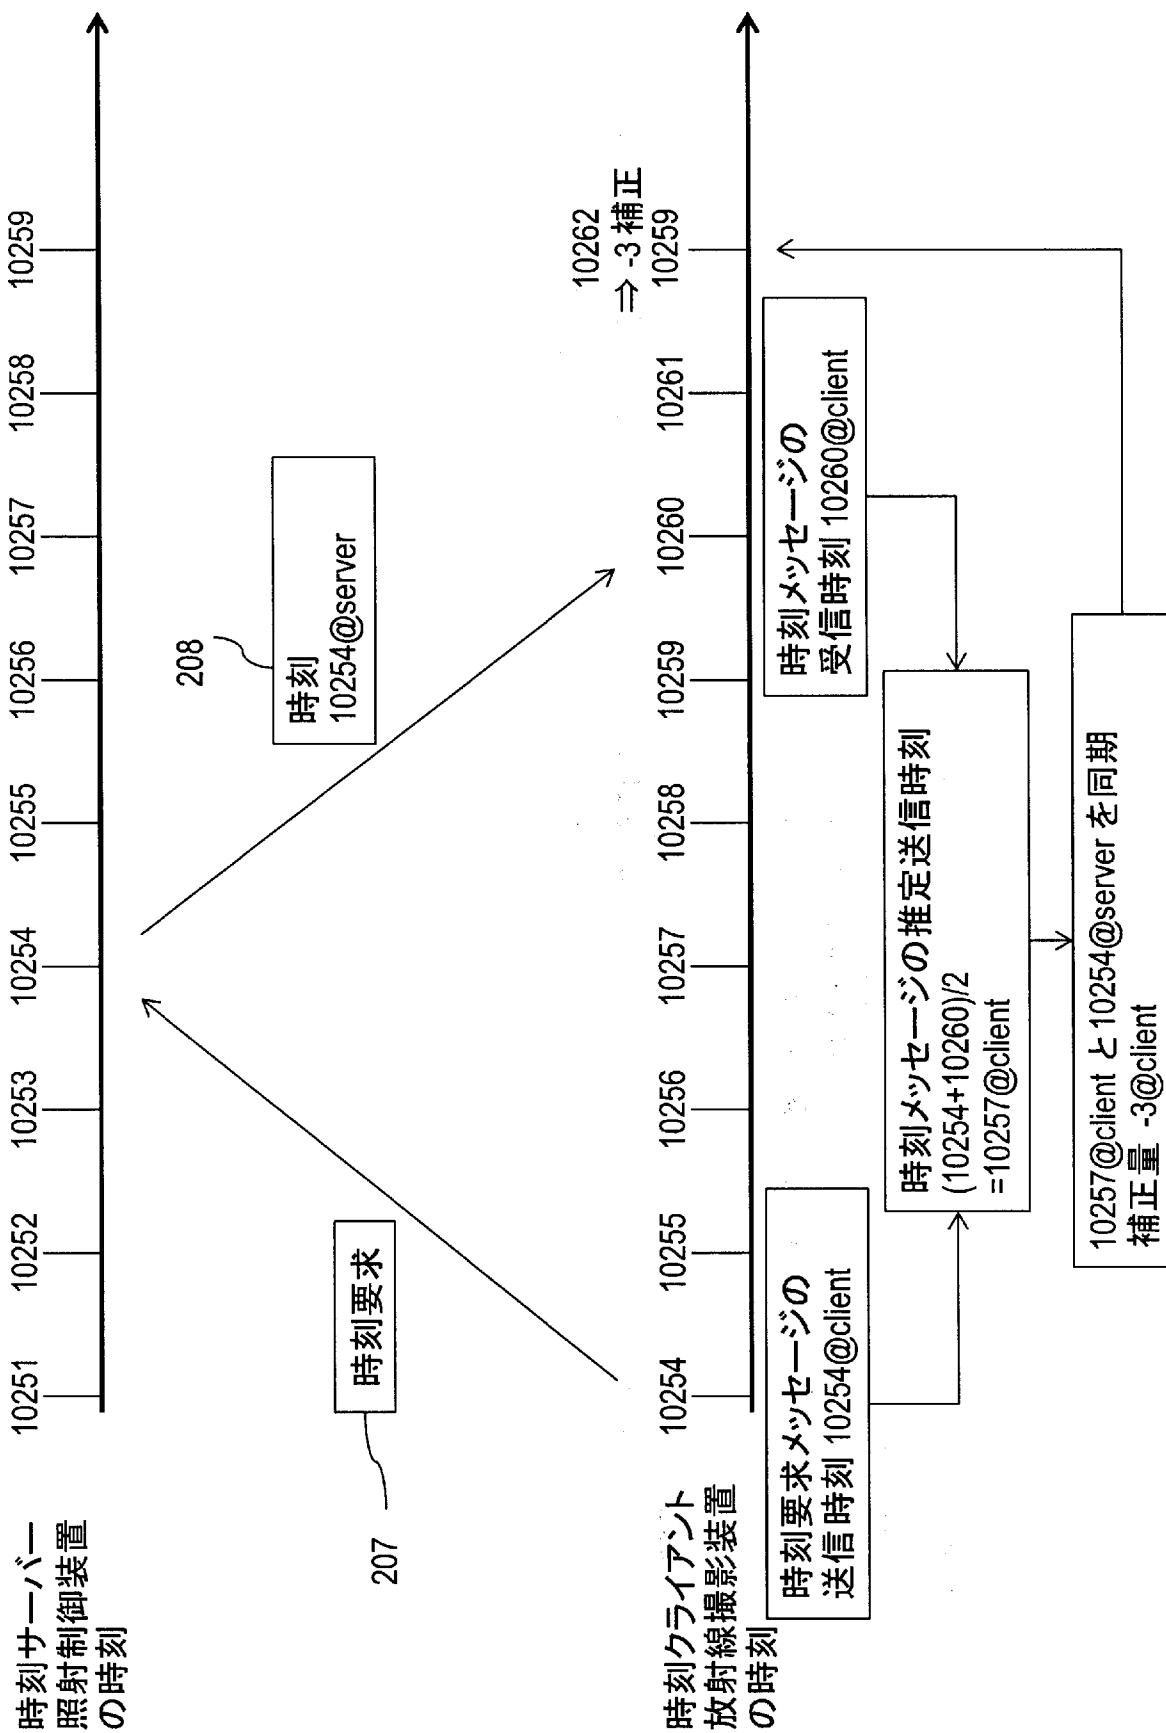 時刻サーバー
照射制御装置
の時刻
10251
10252
10253
10254
10255
10256
10257
10258
10259
207
時刻要求
208
時刻
10254@server
時刻クライアント
放射線撮影装置
の時刻
10254
10255
10256
10257
10258
10259
10260
10261
10262
⇒ -3 補正
10259
時刻要求メッセージの
送信時刻 10254@client
時刻メッセージの
受信時刻 10260@client
時刻メッセージの推定送信時刻
(10254+10260)/2
=10257@client
10257@client と 10254@server を同期
補正量 -3@client